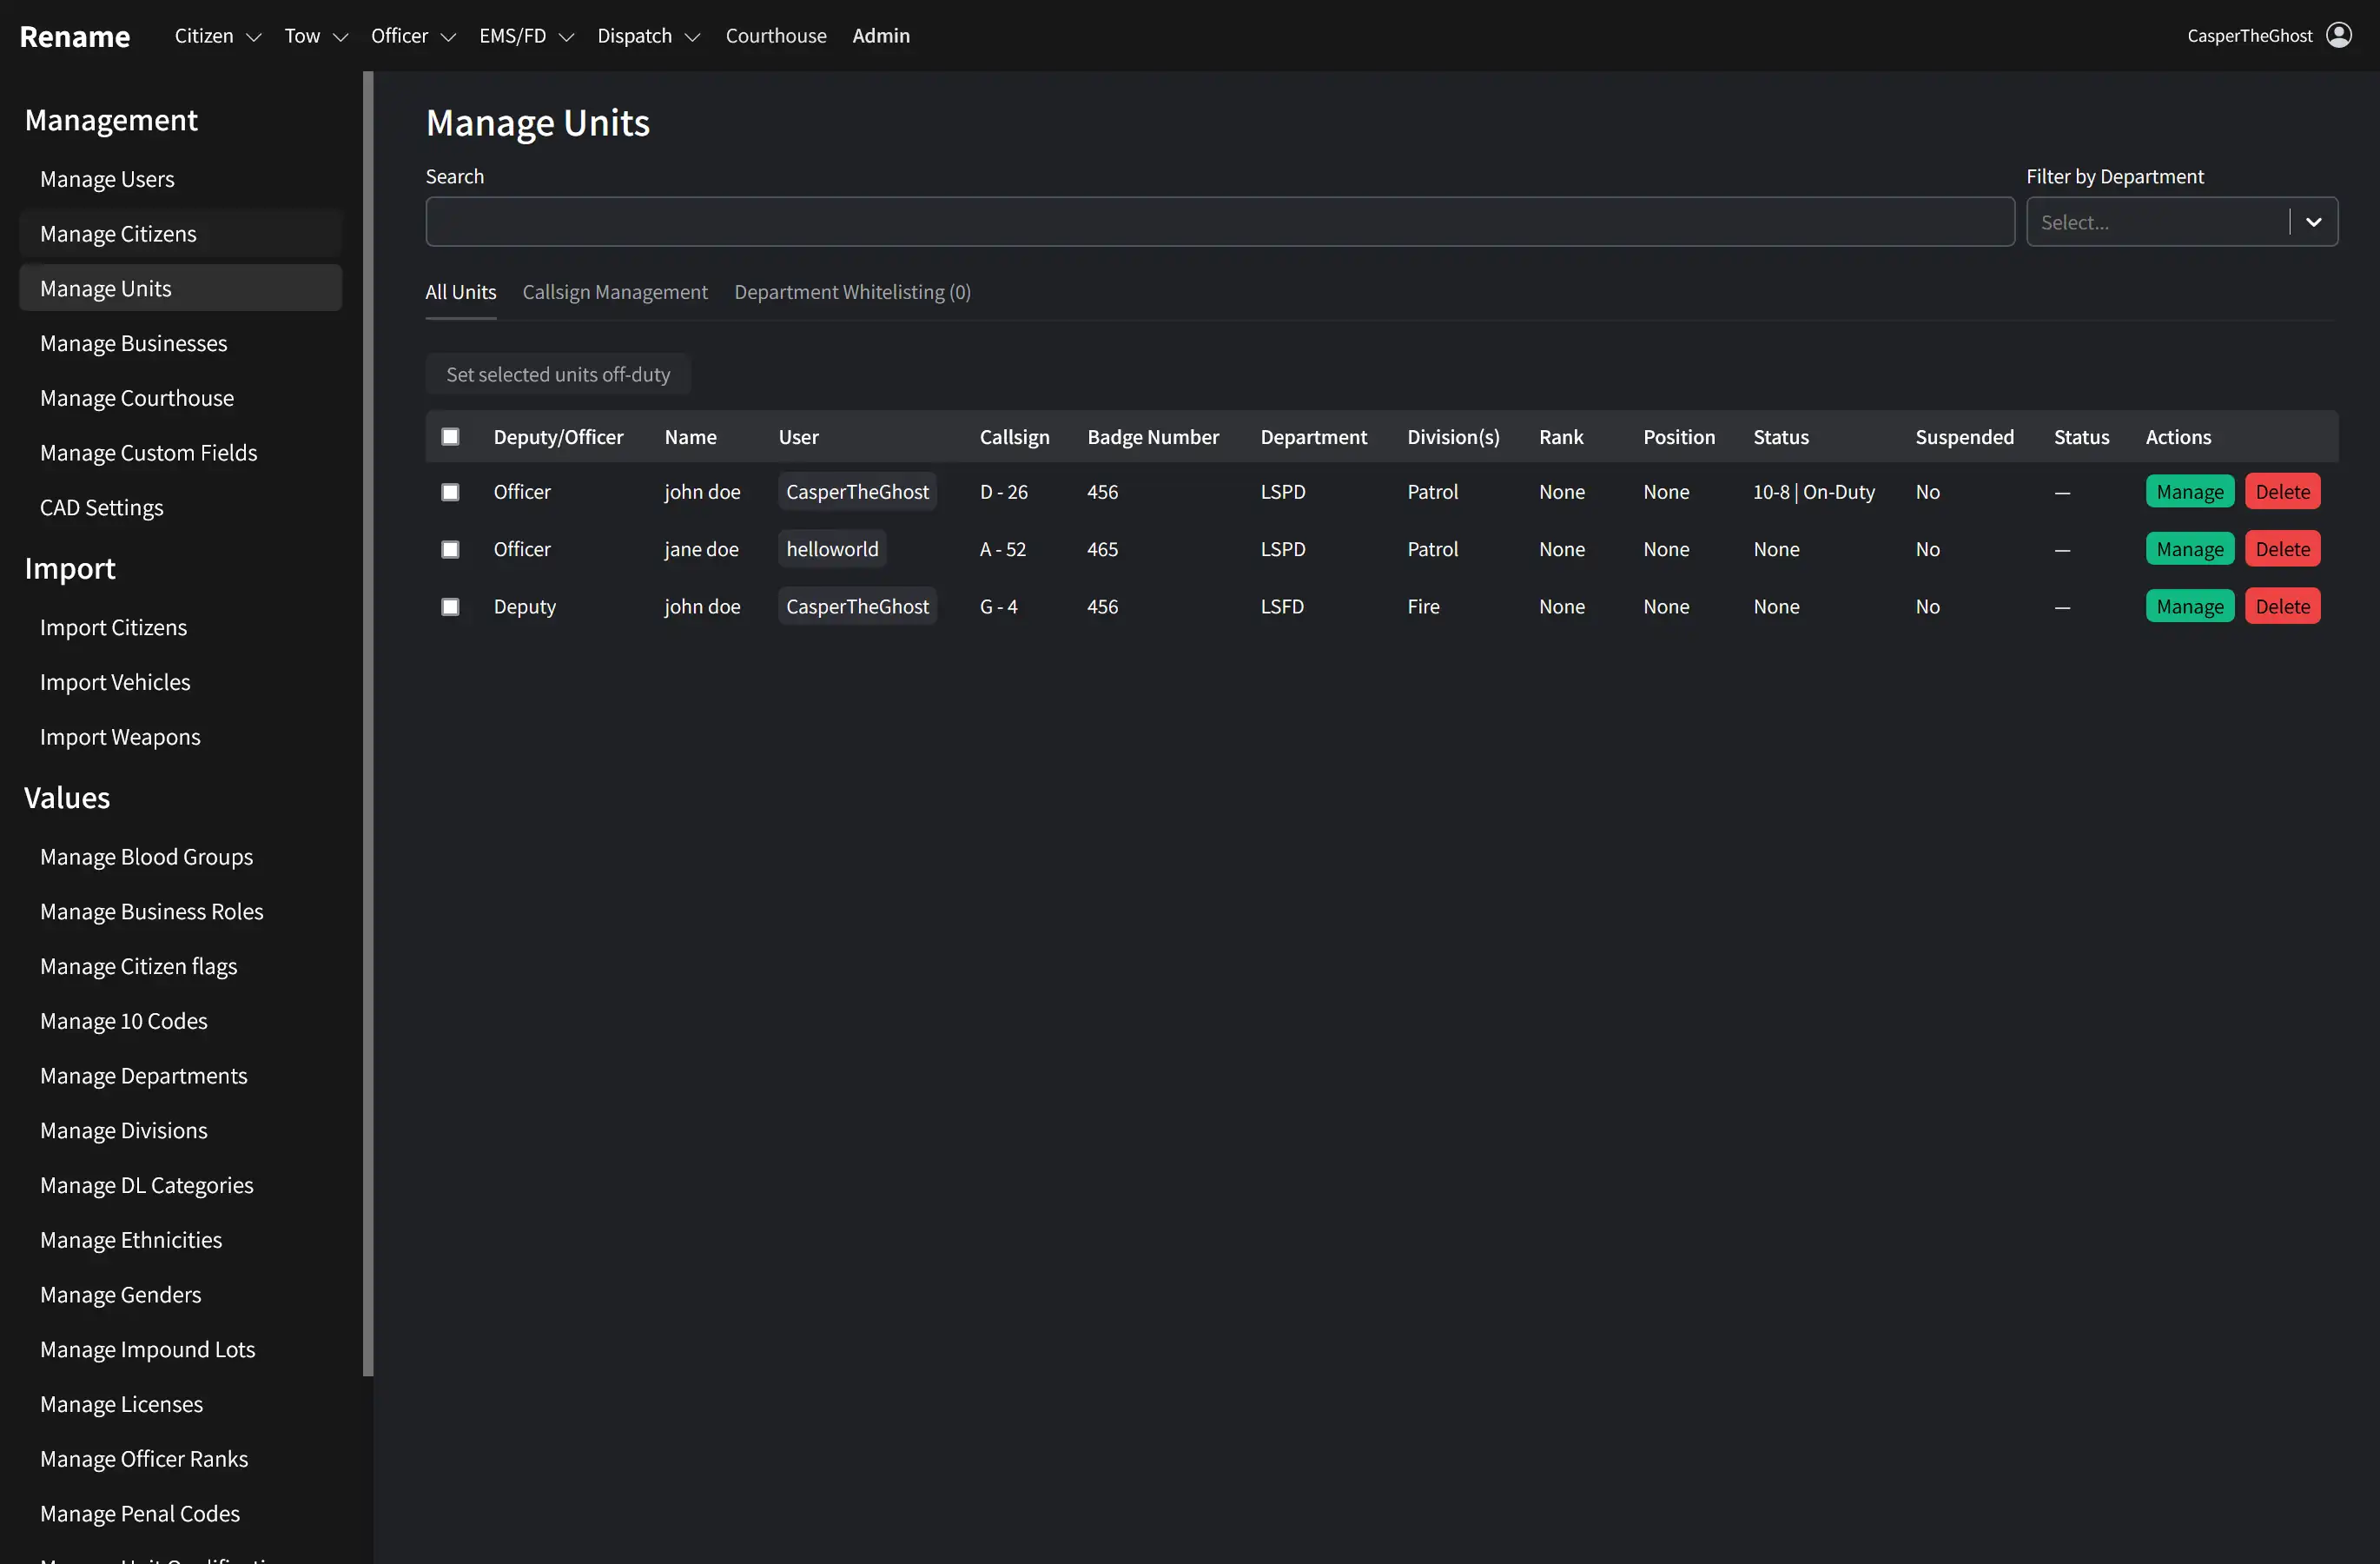 Rename Citizen Tow Officer EMS/FD Dispatch Courthouse Admin CasperTheGhost
Management
Manage Users
Manage Citizens
Manage Units
Manage Businesses
Manage Courthouse
Manage Custom Fields
CAD Settings
Import
Import Citizens
Import Vehicles
Import Weapons
Values
Manage Blood Groups
Manage Business Roles
Manage Citizen flags
Manage 10 Codes
Manage Departments
Manage Divisions
Manage DL Categories
Manage Ethnicities
Manage Genders
Manage Impound Lots
Manage Licenses
Manage Officer Ranks
Manage Penal Codes
Manage Units
Search
Filter by Department
Select...
All Units Callsign Management Department Whitelisting (0)
Set selected units off-duty
Deputy/Officer Name User Callsign Badge Number Department Division(s) Rank Position Status Suspended Status Actions
Officer john doe CasperTheGhost D - 26 456 LSPD Patrol None None 10-8 | On-Duty No — Manage Delete
Officer jane doe helloworld A - 52 465 LSPD Patrol None None None No — Manage Delete
Deputy john doe CasperTheGhost G - 4 456 LSFD Fire None None None No — Manage Delete